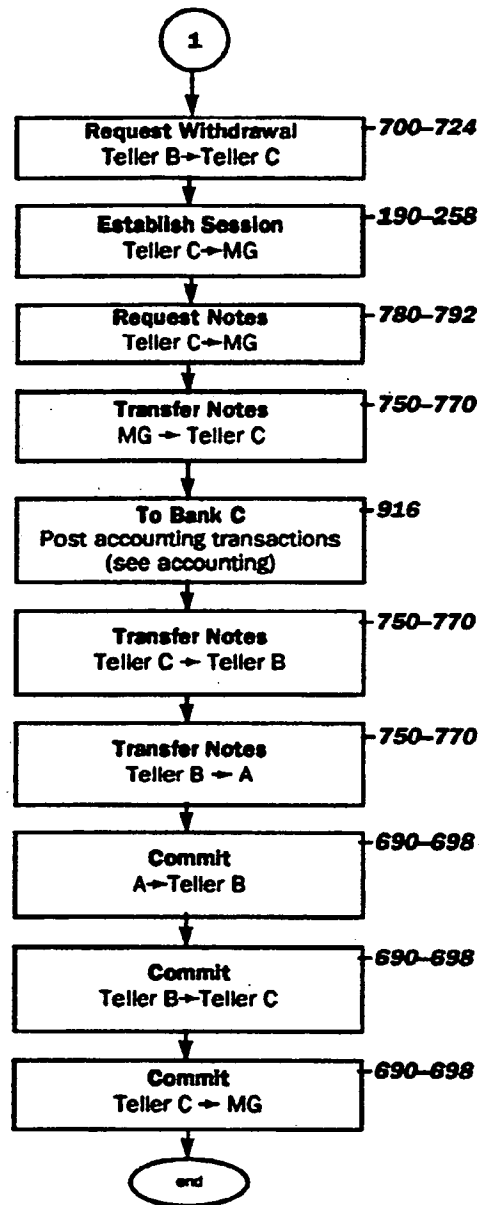 1
Request Withdrawal
Teller B→Teller C
700–724
Establish Session
Teller C→MG
190–258
Request Notes
Teller C→MG
780–792
Transfer Notes
MG → Teller C
750–770
To Bank C
Post accounting transactions
(see accounting)
916
Transfer Notes
Teller C → Teller B
750–770
Transfer Notes
Teller B → A
750–770
Commit
A→Teller B
690–698
Commit
Teller B→Teller C
690–698
Commit
Teller C → MG
690–698
end